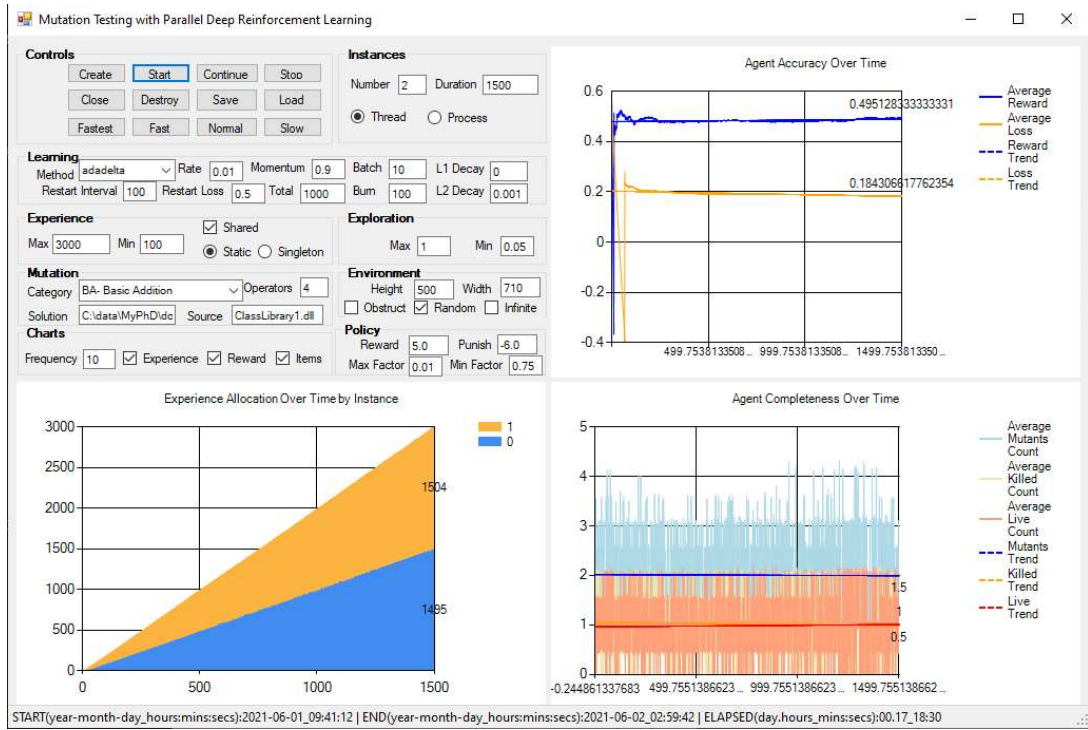 Mutation Testing with Parallel Deep Reinforcement Learning
Controls
Create Start Continue Stop
Close Destroy Save Load
Fastest Fast Normal Slow
Instances
Number 2 Duration 1500
Thread Process
Learning
Method adadelta Rate 0.01 Momentum 0.9 Batch 10 L1 Decay 0
Restart Interval 100 Restart Loss 0.5 Total 1000 Burn 100 L2 Decay 0.001
Experience
Shared
Max 3000 Min 100 Static Singleton
Exploration
Max 1 Min 0.05
Mutation
Category BA- Basic Addition Operators 4
Solution C:\data\MyPhD\dc Source ClassLibrary1.dll
Environment
Height 500 Width 710
Obstruct Random Infinite
Charts
Frequency 10 Experience Reward Items
Policy
Reward 5.0 Punish -6.0
Max Factor 0.01 Min Factor 0.75
Agent Accuracy Over Time
0.6
0.4
0.2
0
-0.2
-0.4
0.495128333333331
0.184306617762354
499.7538133508... 999.7538133508... 1499.753813350...
Average
Reward
Average
Loss
Reward
Trend
Loss
Trend
Experience Allocation Over Time by Instance
3000
2500
2000
1500
1000
500
0
1504
1495
0 500 1000 1500
1
0
Agent Completeness Over Time
5
4
3
2
1
0
1.5
1
0.5
-0.244861337683 499.7551386623... 999.7551386623... 1499.755138662...
Average
Mutants
Count
Average
Killed
Count
Average
Live
Count
Mutants
Trend
Killed
Trend
Live
Trend
START(year-month-day_hours:mins:secs):2021-06-01_09:41:12 | END(year-month-day_hours:mins:secs):2021-06-02_02:59:42 | ELAPSED(day.hours_mins:secs):00.17_18:30